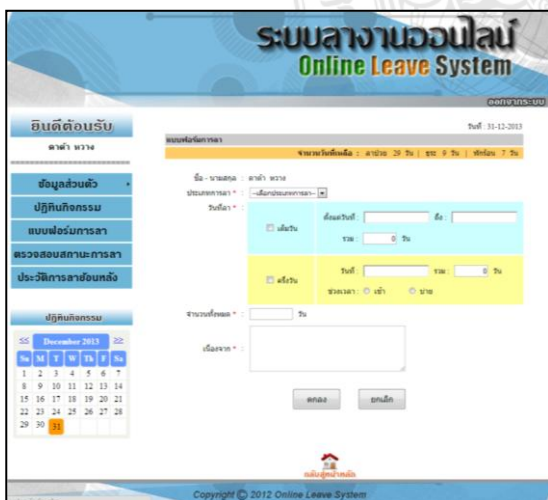 ระบบลางานออนไลน์
Online Leave System
ออกจากระบบ
ยินดีต้อนรับ
ตาดำ หวาง
ข้อมูลส่วนตัว
ปฏิทินกิจกรรม
แบบฟอร์มการลา
ตรวจสอบสถานะการลา
ประวัติการลาย้อนหลัง
ปฏิทินกิจกรรม
<< December 2013 >>
Su M T W Th F Sa
1 2 3 4 5 6 7
8 9 10 11 12 13 14
15 16 17 18 19 20 21
22 23 24 25 26 27 28
29 30 31
วันที่ : 31-12-2013
แบบฟอร์มการลา
จำนวนวันที่เหลือ : ลาป่วย 29 วัน | ธุระ 9 วัน | พักร้อน 7 วัน
ชื่อ - นามสกุล : ตาดำ หวาง
ประเภทการลา * : --เลือกประเภทการลา--
วันที่ลา * :
เต็มวัน
ตั้งแต่วันที่ : ถึง :
รวม : 0 วัน
ครึ่งวัน
วันที่ : รวม : 0 วัน
ช่วงเวลา : เช้า บ่าย
จำนวนทั้งหมด * : วัน
เนื่องจาก * :
ตกลง ยกเลิก
กลับสู่หน้าหลัก
Copyright © 2012 Online Leave System